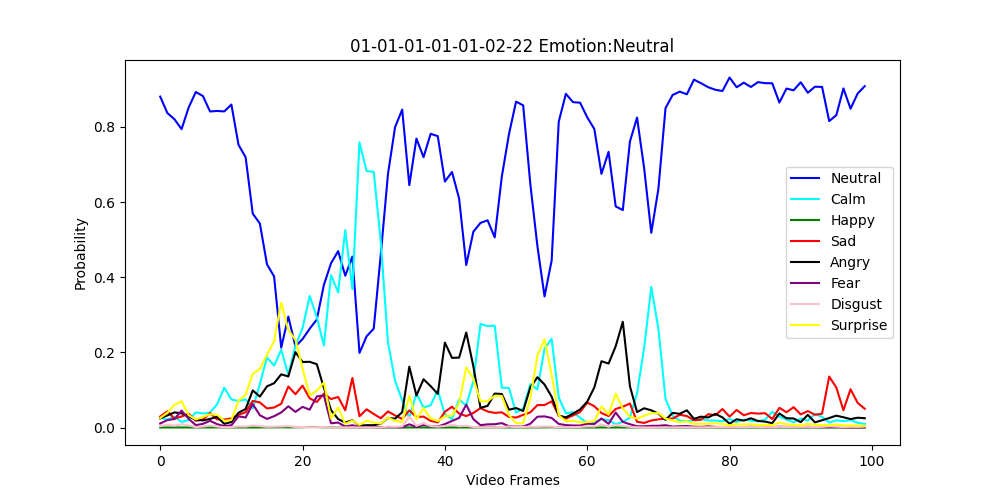 01-01-01-01-01-02-22 Emotion:Neutral
Probability
0.8
0.6
0.4
0.2
0.0
Neutral
Calm
Happy
Sad
Angry
Fear
Disgust
Surprise
0 20 40 60 80 100
Video Frames